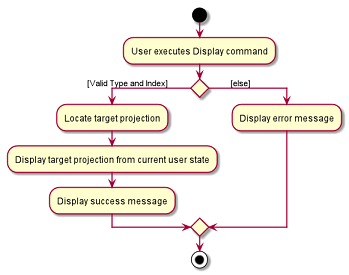 User executes Display command
[Valid Type and Index]
[else]
Locate target projection
Display error message
Display target projection from current user state
Display success message